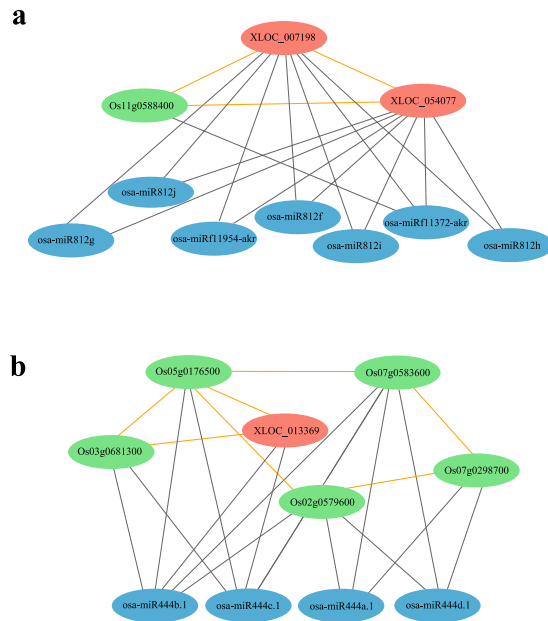 a
XLOC_007198
Os11g0588400
XLOC_054077
osa-miR812j
osa-miR812g
osa-miRf11954-akr
osa-miR812f
osa-miR812i
osa-miRf11372-akr
osa-miR812h
b
Os05g0176500
Os07g0583600
XLOC_013369
Os03g0681300
Os07g0298700
Os02g0579600
osa-miR444b.1
osa-miR444c.1
osa-miR444a.1
osa-miR444d.1